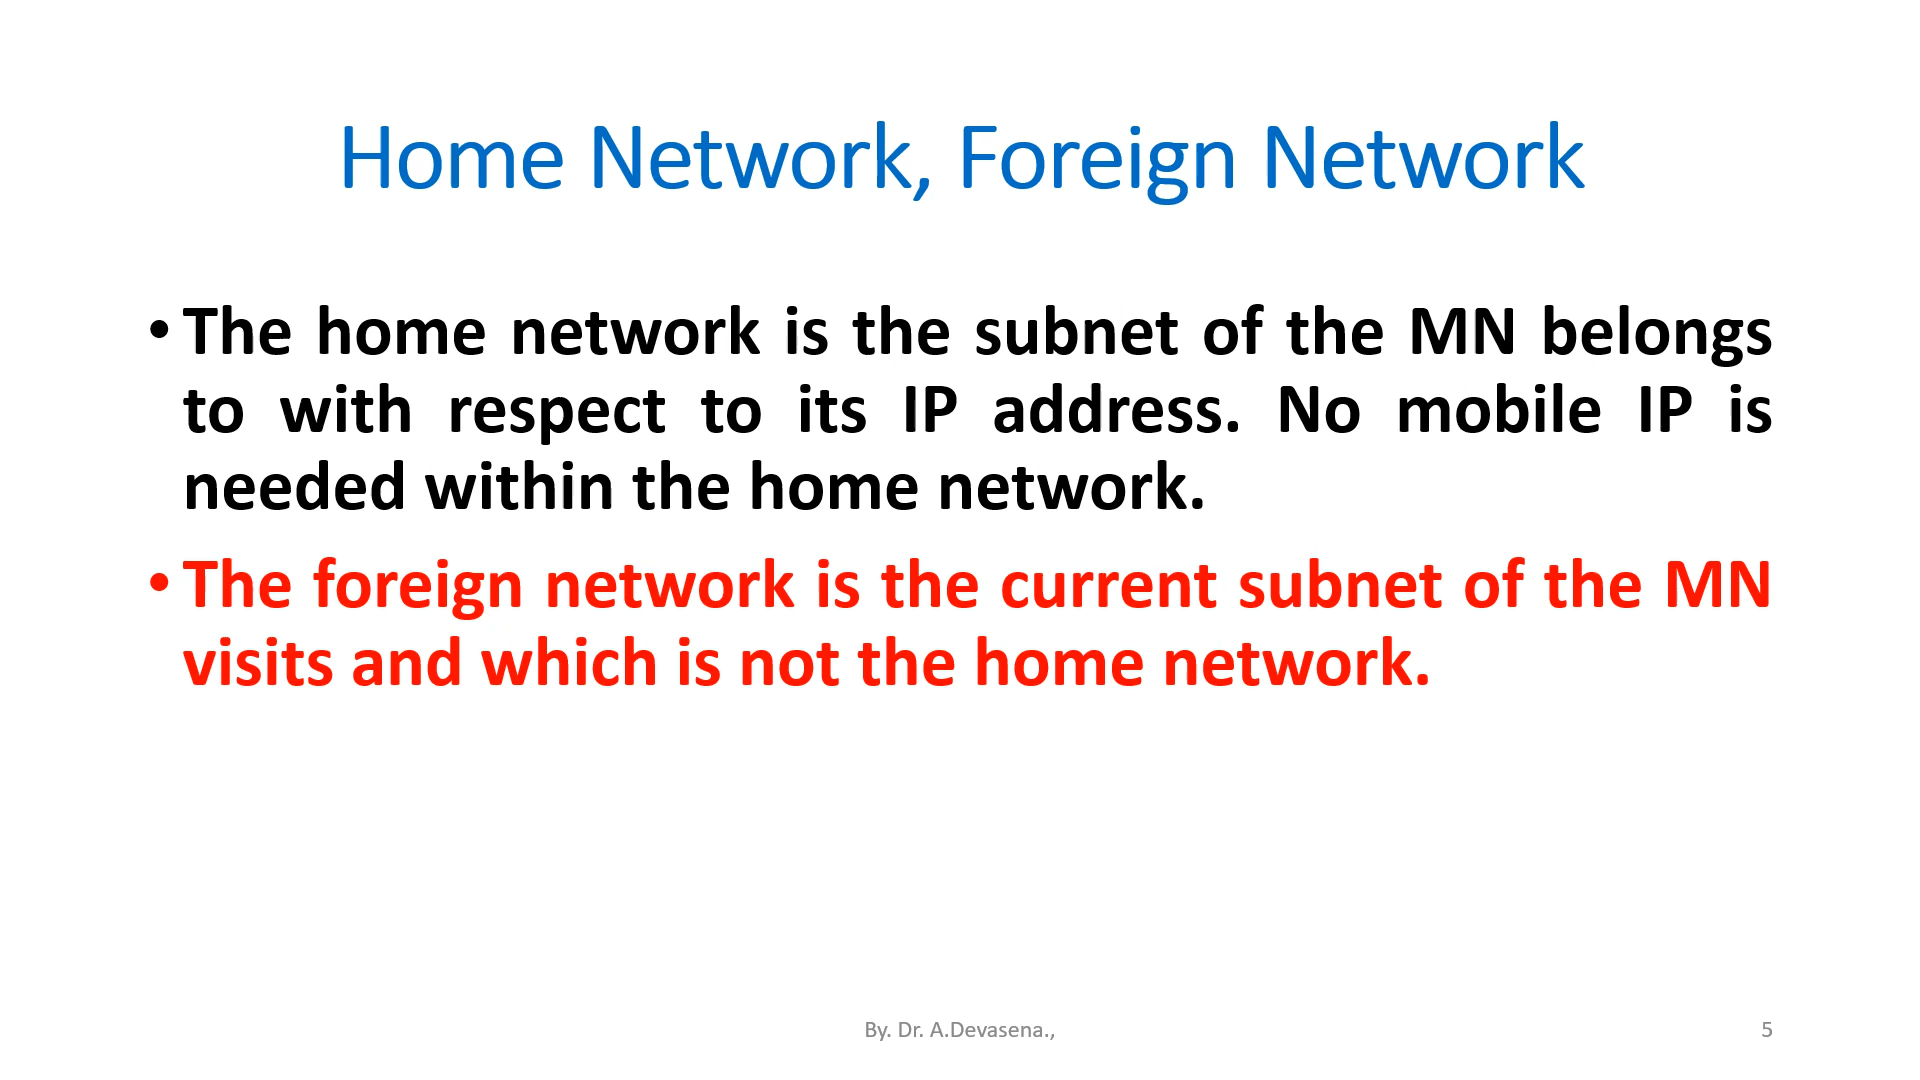 Home Network, Foreign Network
• The home network is the subnet of the MN belongs
to with respect to its IP address. No mobile IP is
needed within the home network.
• The foreign network is the current subnet of the MN
visits and which is not the home network.
By. Dr. A.Devasena.,
5